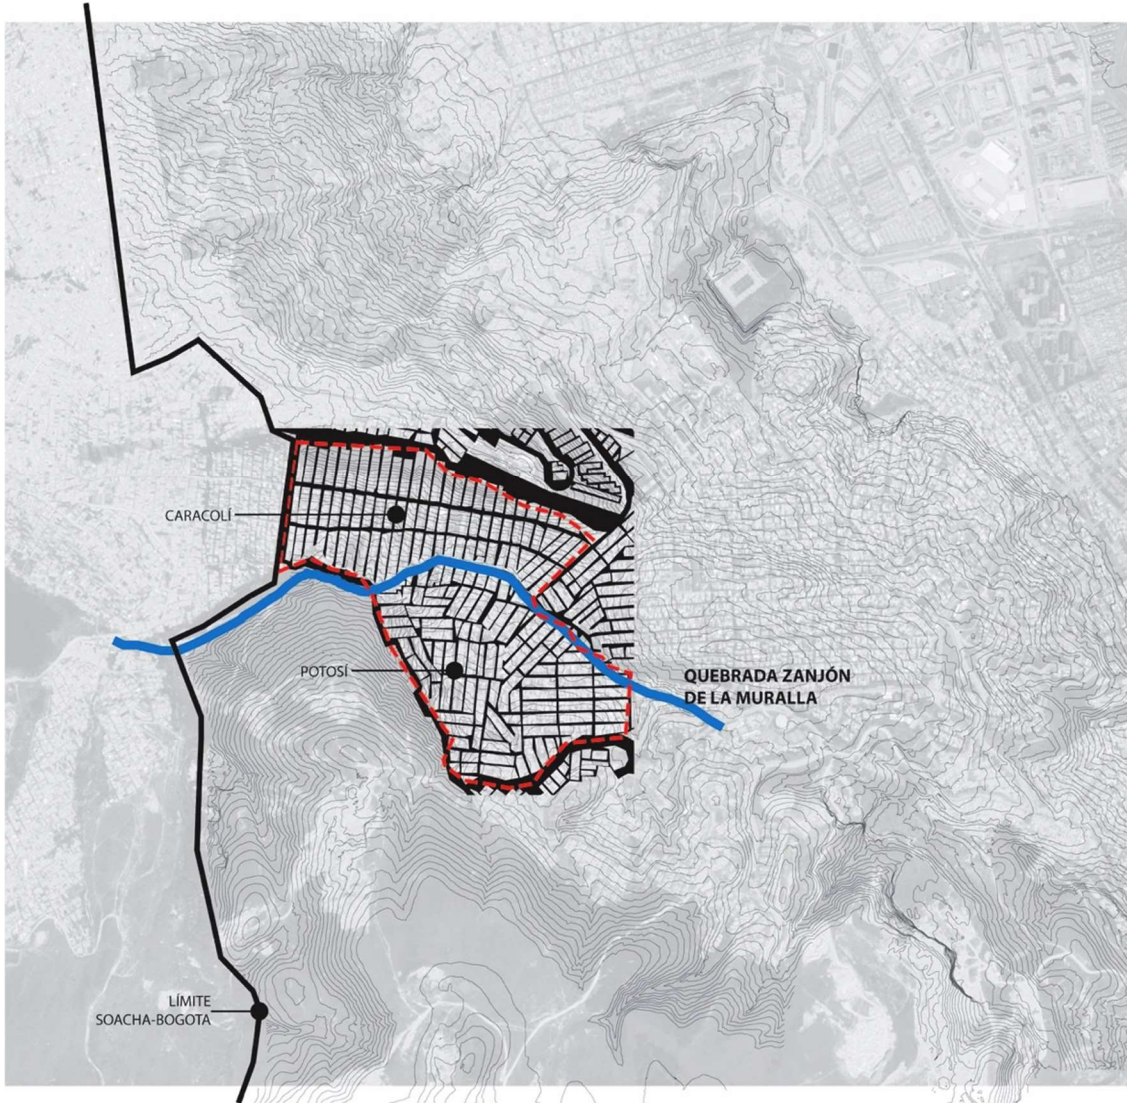 CARACOLÍ
POTOSÍ
QUEBRADA ZANJÓN
DE LA MURALLA
LÍMITE
SOACHA-BOGOTA